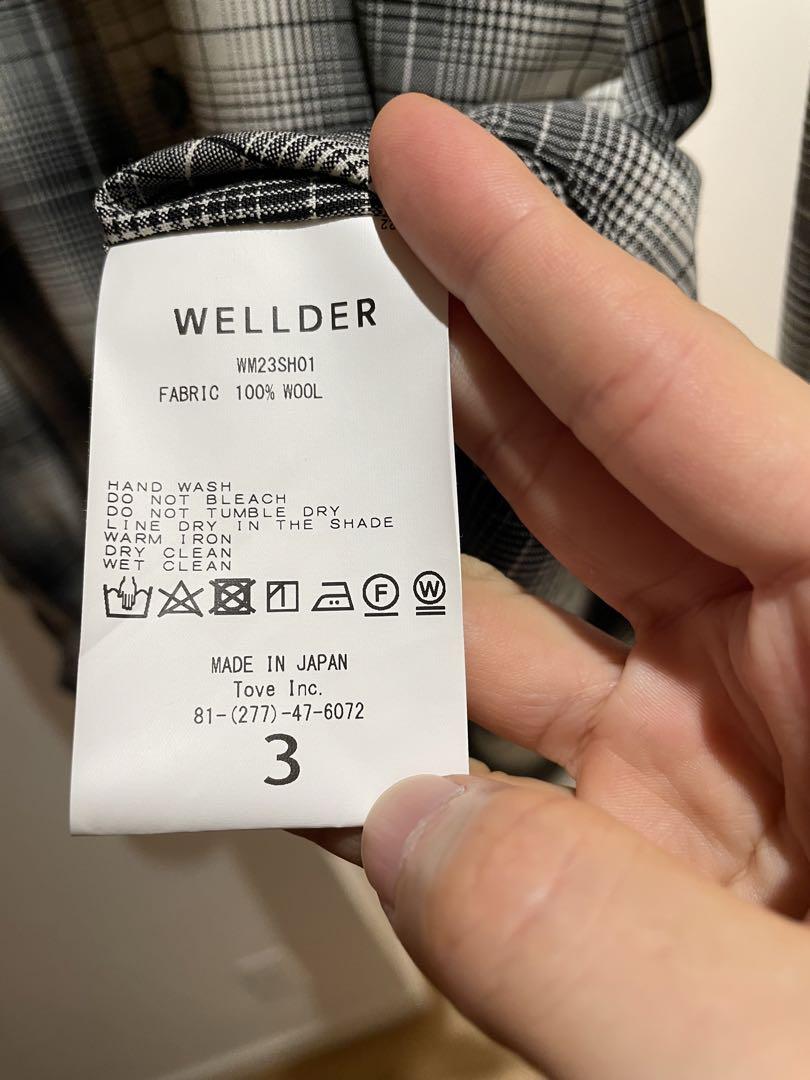 WELLDER
WM23SH01
FABRIC 100% WOOL
HAND WASH
DO NOT BLEACH
DO NOT TUMBLE DRY
LINE DRY IN THE SHADE
WARM IRON
DRY CLEAN
WET CLEAN
F W
MADE IN JAPAN
Tove Inc.
81-(277)-47-6072
3